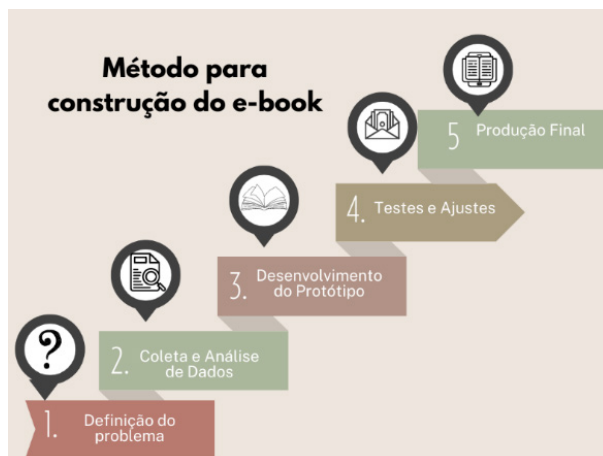 Método para
construção do e-book
1. Definição do
problema
2. Coleta e Análise
de Dados
3. Desenvolvimento
do Protótipo
4. Testes e Ajustes
5 Produção Final
?